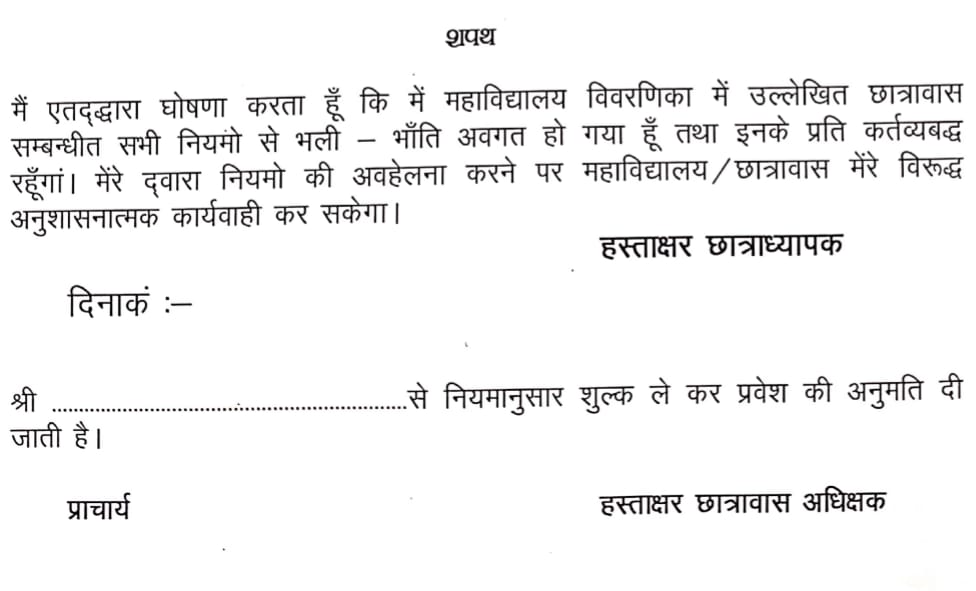 शपथ
मैं एतद्द्वारा घोषणा करता हूँ कि में महाविद्यालय विवरणिका में उल्लेखित छात्रावास
सम्बन्धीत सभी नियमो से भली – भाँति अवगत हो गया हूँ तथा इनके प्रति कर्तव्यबद्ध
रहूँगां। मेंरे द्वारा नियमो की अवहेलना करने पर महाविद्यालय/छात्रावास मेंरे विरूद्ध
अनुशासनात्मक कार्यवाही कर सकेगा।
हस्ताक्षर छात्राध्यापक
दिनाकं :–
श्री ............................................................से नियमानुसार शुल्क ले कर प्रवेश की अनुमति दी
जाती है।
प्राचार्य हस्ताक्षर छात्रावास अधिक्षक